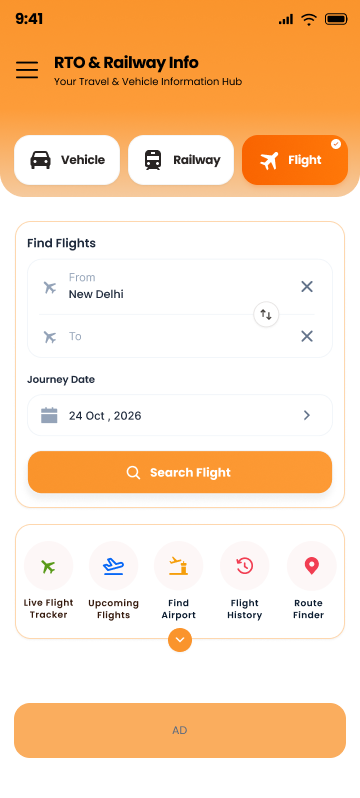 9:41
RTO & Railway Info
Your Travel & Vehicle Information Hub
Vehicle
Railway
Flight
Find Flights
From
New Delhi
To
Journey Date
24 Oct , 2026
Search Flight
Live Flight
Tracker
Upcoming
Flights
Find
Airport
Flight
History
Route
Finder
AD